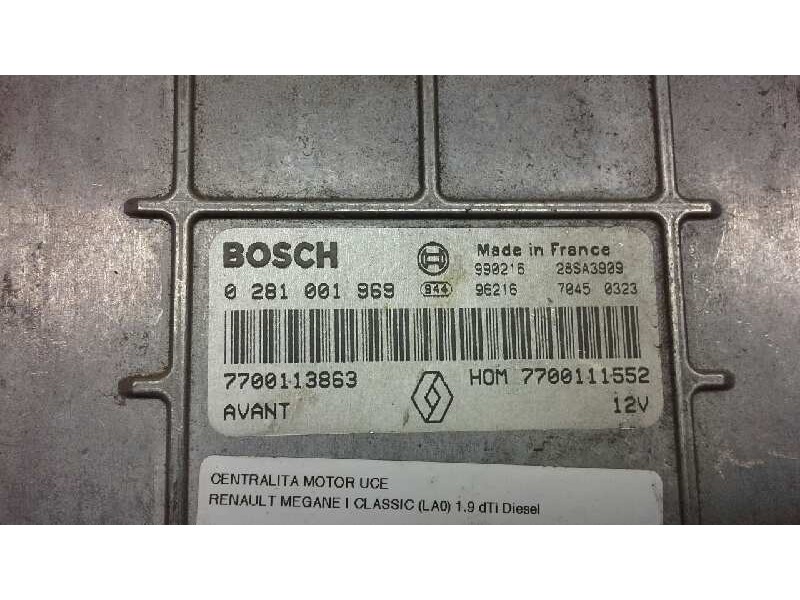 BOSCH
Made in France
990216 28SA3909
0 281 001 969 944 96216 7045 0323
7700113863 HOM 7700111552
AVANT 12V
CENTRALITA MOTOR UCE
RENAULT MEGANE I CLASSIC (LA0) 1.9 dTi Diesel